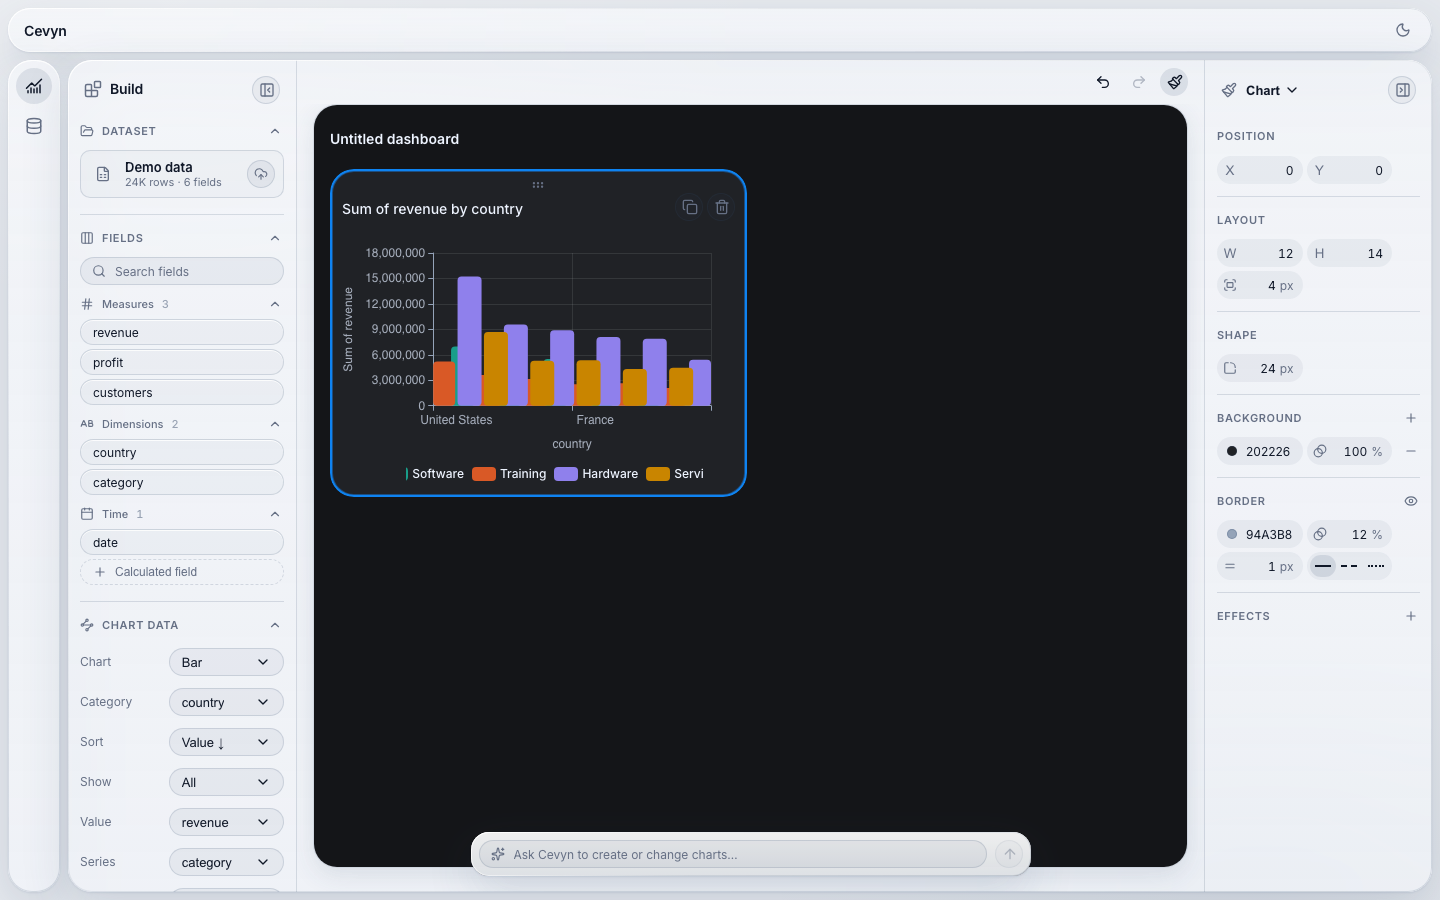 Cevyn
Build
DATASET
Demo data
24K rows · 6 fields
FIELDS
Search fields
Measures 3
revenue
profit
customers
AB Dimensions 2
country
category
Time 1
date
Calculated field
CHART DATA
Chart Bar
Category country
Sort Value ↓
Show All
Value revenue
Series category
Untitled dashboard
Sum of revenue by country
18,000,000
15,000,000
12,000,000
9,000,000
6,000,000
3,000,000
0
Sum of revenue
United States France
country
Software Training Hardware Servi
Ask Cevyn to create or change charts...
Chart
POSITION
X 0 Y 0
LAYOUT
W 12 H 14
4 px
SHAPE
24 px
BACKGROUND
202226 100 %
BORDER
94A3B8 12 %
1 px
EFFECTS